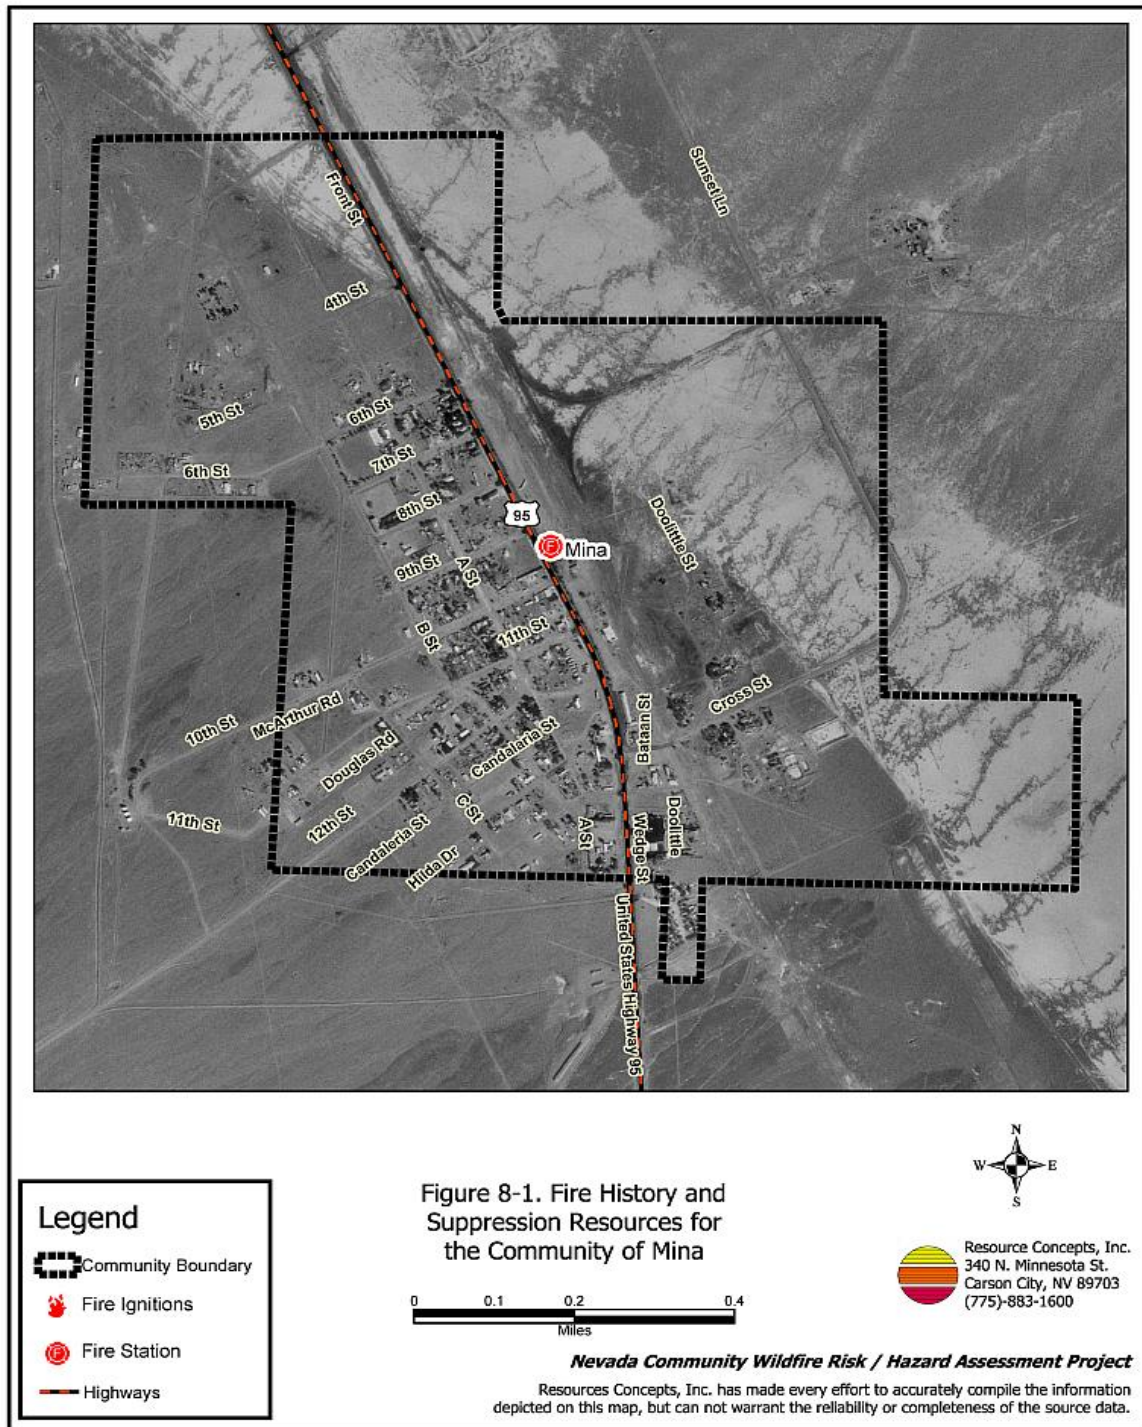 Sunset Ln
Front St
4th St
5th St
6th St
6th St
7th St
8th St
95
Mina
Doolittle St
9th St
A St
B St
11th St
10th St
McArthur Rd
Cross St
Bataan St
Candalaria St
Douglas Rd
11th St
12th St
C St
Candalaria St
Hilda Dr
A St
Wedge St
Doolittle
United States Highway 95
Legend
Community Boundary
Fire Ignitions
F
Fire Station
Highways
Figure 8-1. Fire History and
Suppression Resources for
the Community of Mina
0 0.1 0.2 0.4
Miles
N
W E
S
Resource Concepts, Inc.
340 N. Minnesota St.
Carson City, NV 89703
(775)-883-1600
Nevada Community Wildfire Risk / Hazard Assessment Project
Resources Concepts, Inc. has made every effort to accurately compile the information
depicted on this map, but can not warrant the reliability or completeness of the source data.